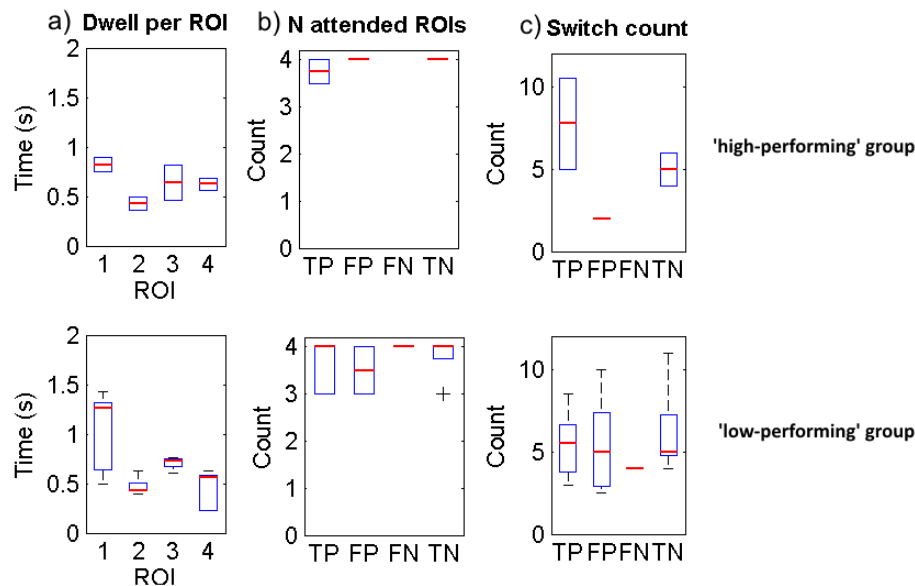 a) Dwell per ROI
b) N attended ROIs
c) Switch count
2
1.5
1
0.5
0
Time (s)
1 2 3 4
ROI
4
2
0
Count
TP FP FN TN
10
5
0
Count
TP FP FN TN
'high-performing' group
2
1.5
1
0.5
0
Time (s)
1 2 3 4
ROI
4
3
2
1
0
Count
TP FP FN TN
10
5
0
Count
TP FP FN TN
'low-performing' group